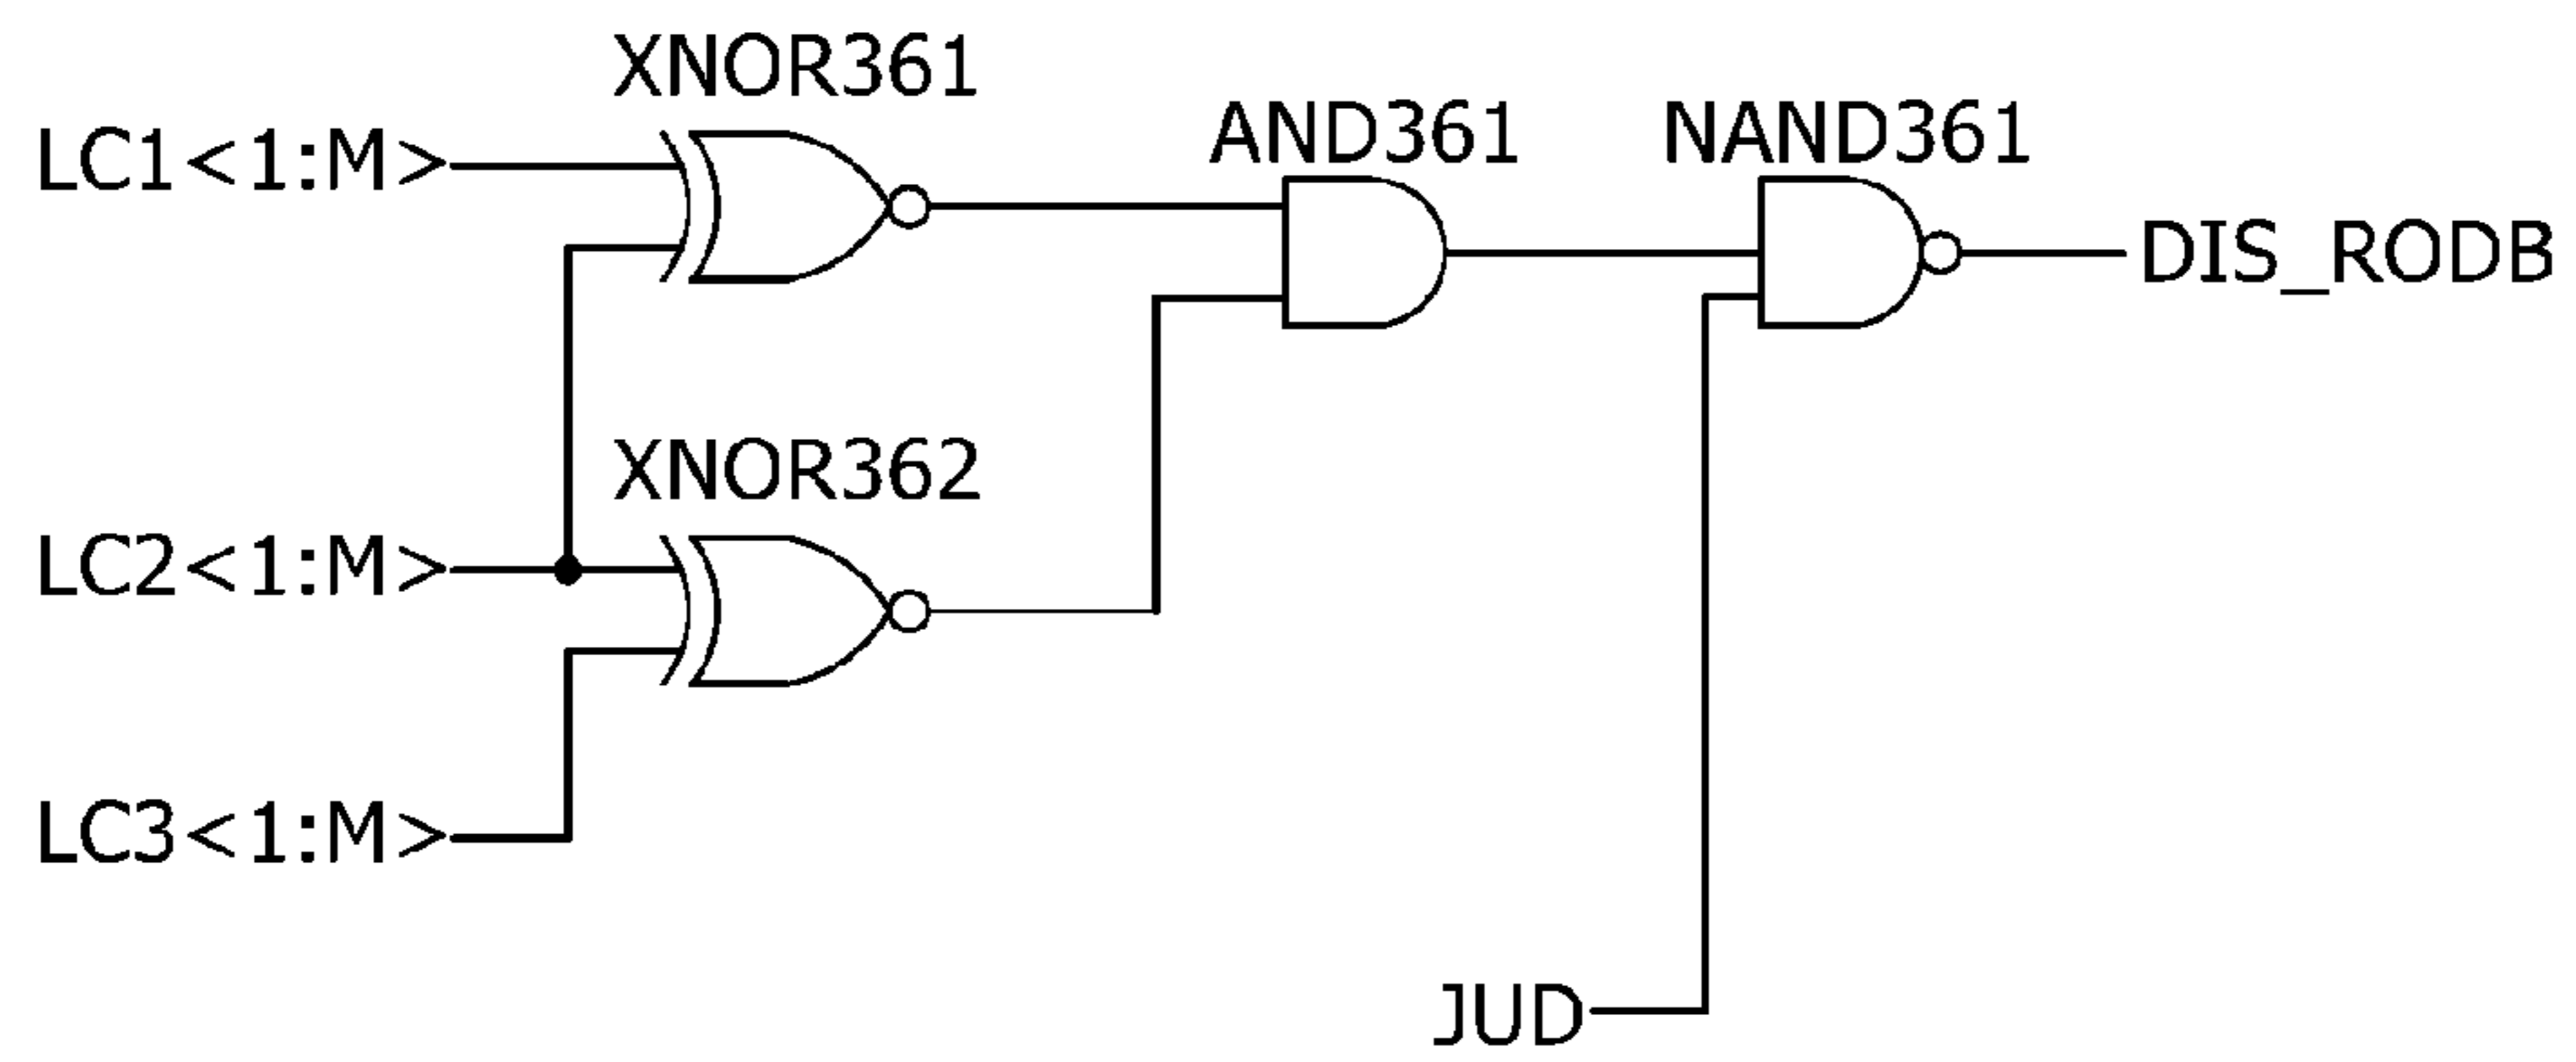 XNOR361
LC1<1:M>
AND361
NAND361
DIS_RODB
XNOR362
LC2<1:M>
LC3<1:M>
JUD